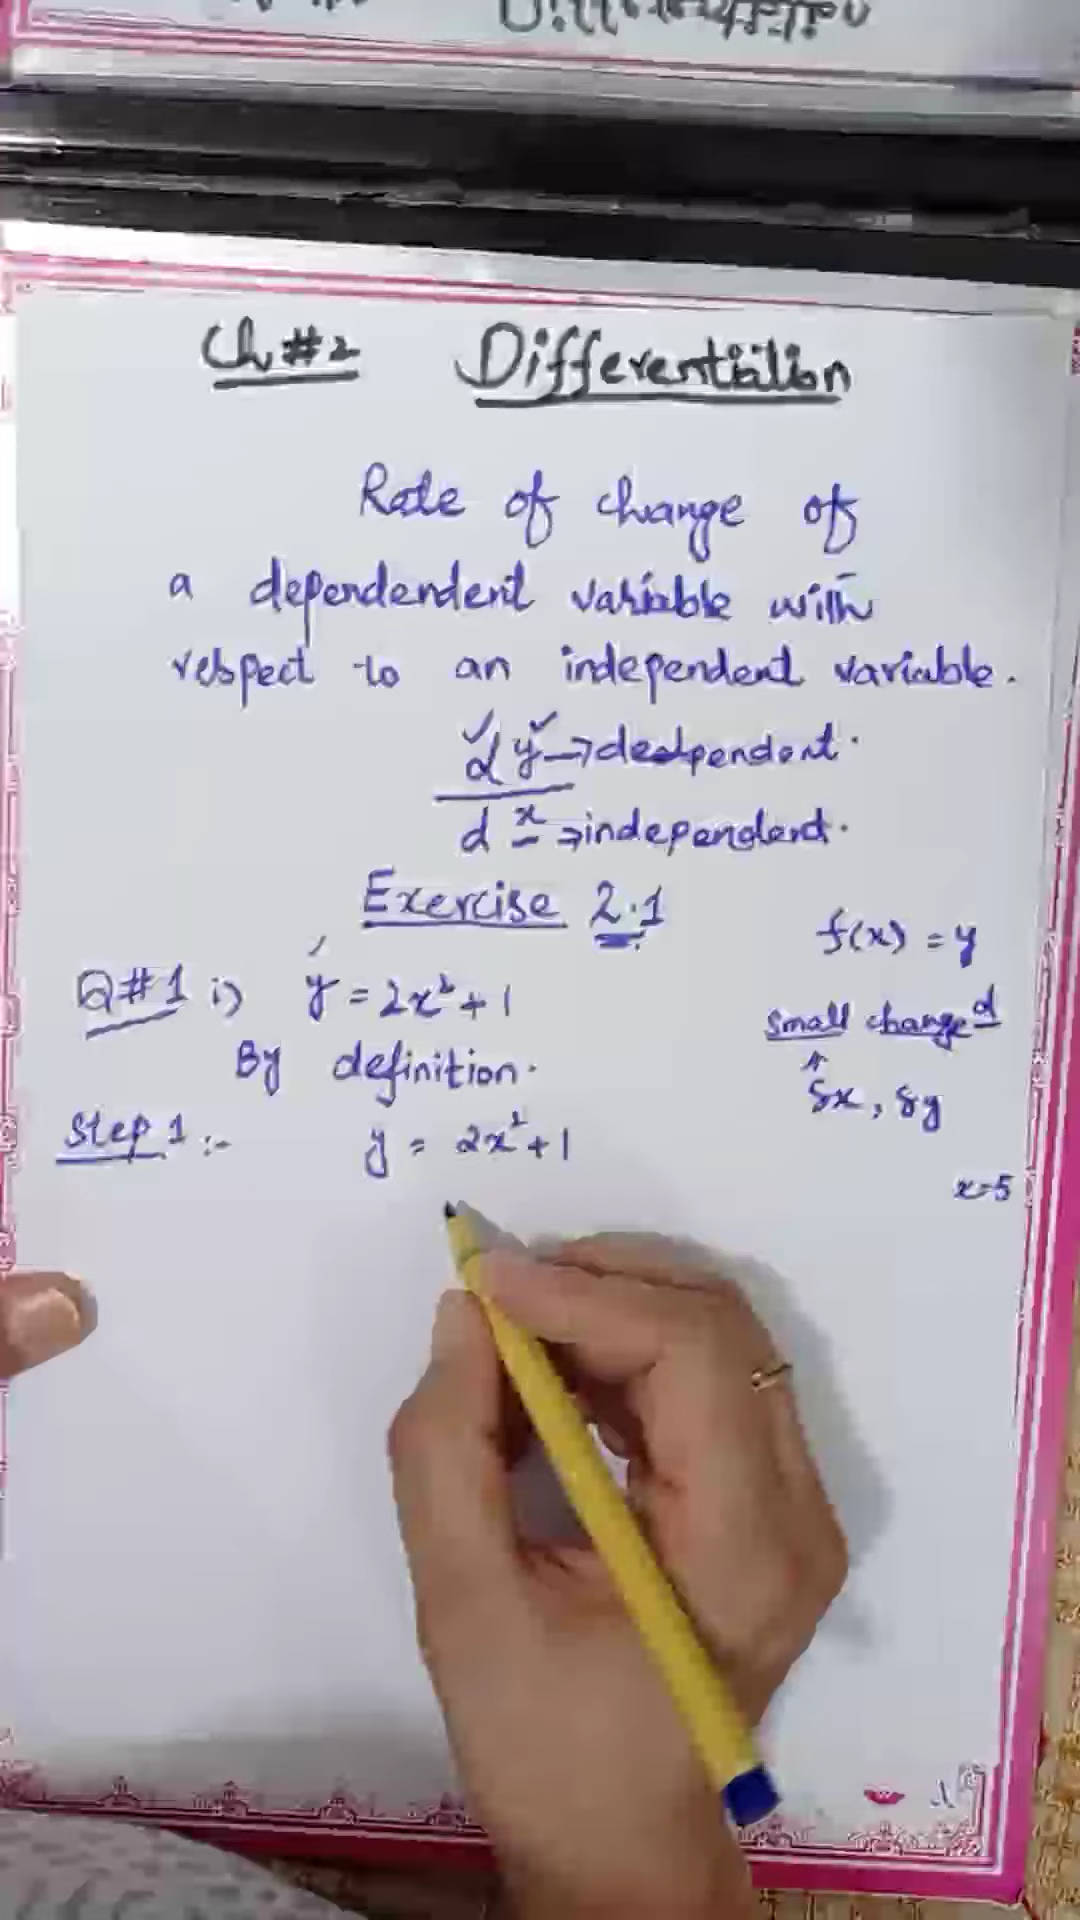 Ch #2 Differentiation
Rate of change of
a dependendent variable with
respect to an independent variable.
dy → dependent.
dx → independent.
Exercise 2.1
f(x) = y
Q#1 i) y = 2x² + 1
small change d
By definition.
δx, δy
Step 1 :- y = 2x² + 1
x=5